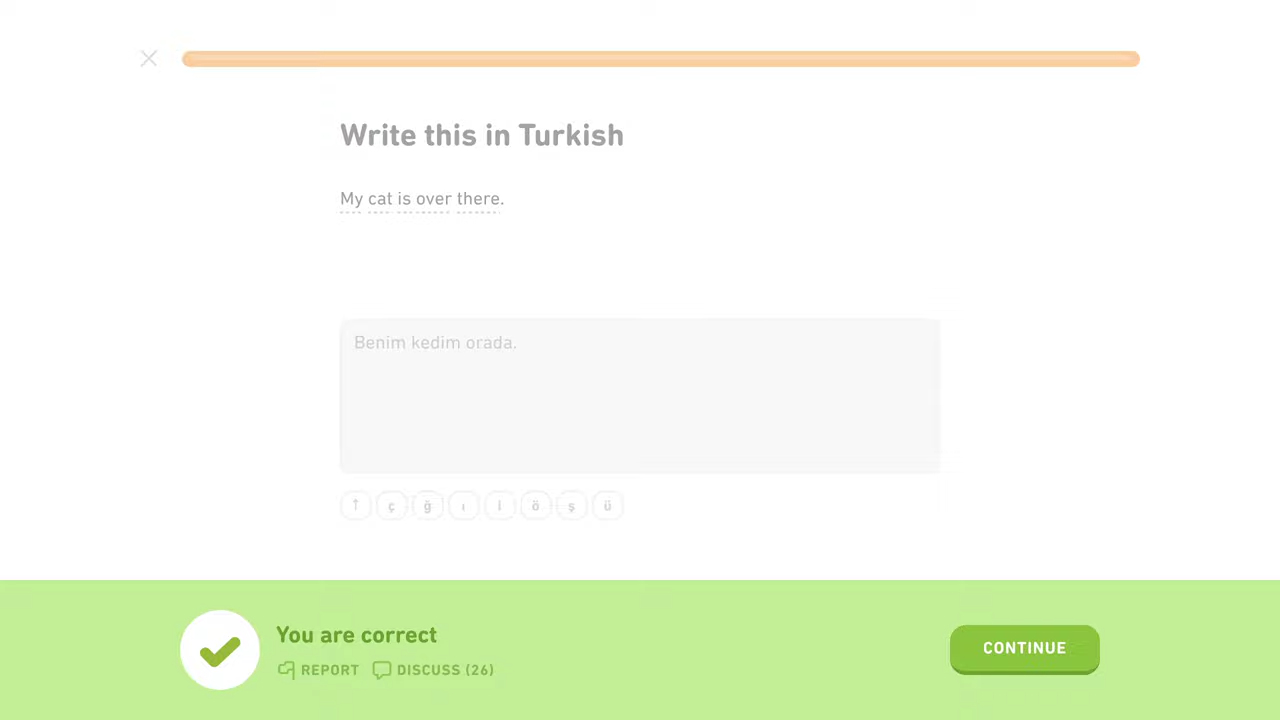 Write this in Turkish
My cat is over there.
Benim kedim orada.
↑ ç ğ ı İ ö ş ü
You are correct
REPORT DISCUSS (26)
CONTINUE